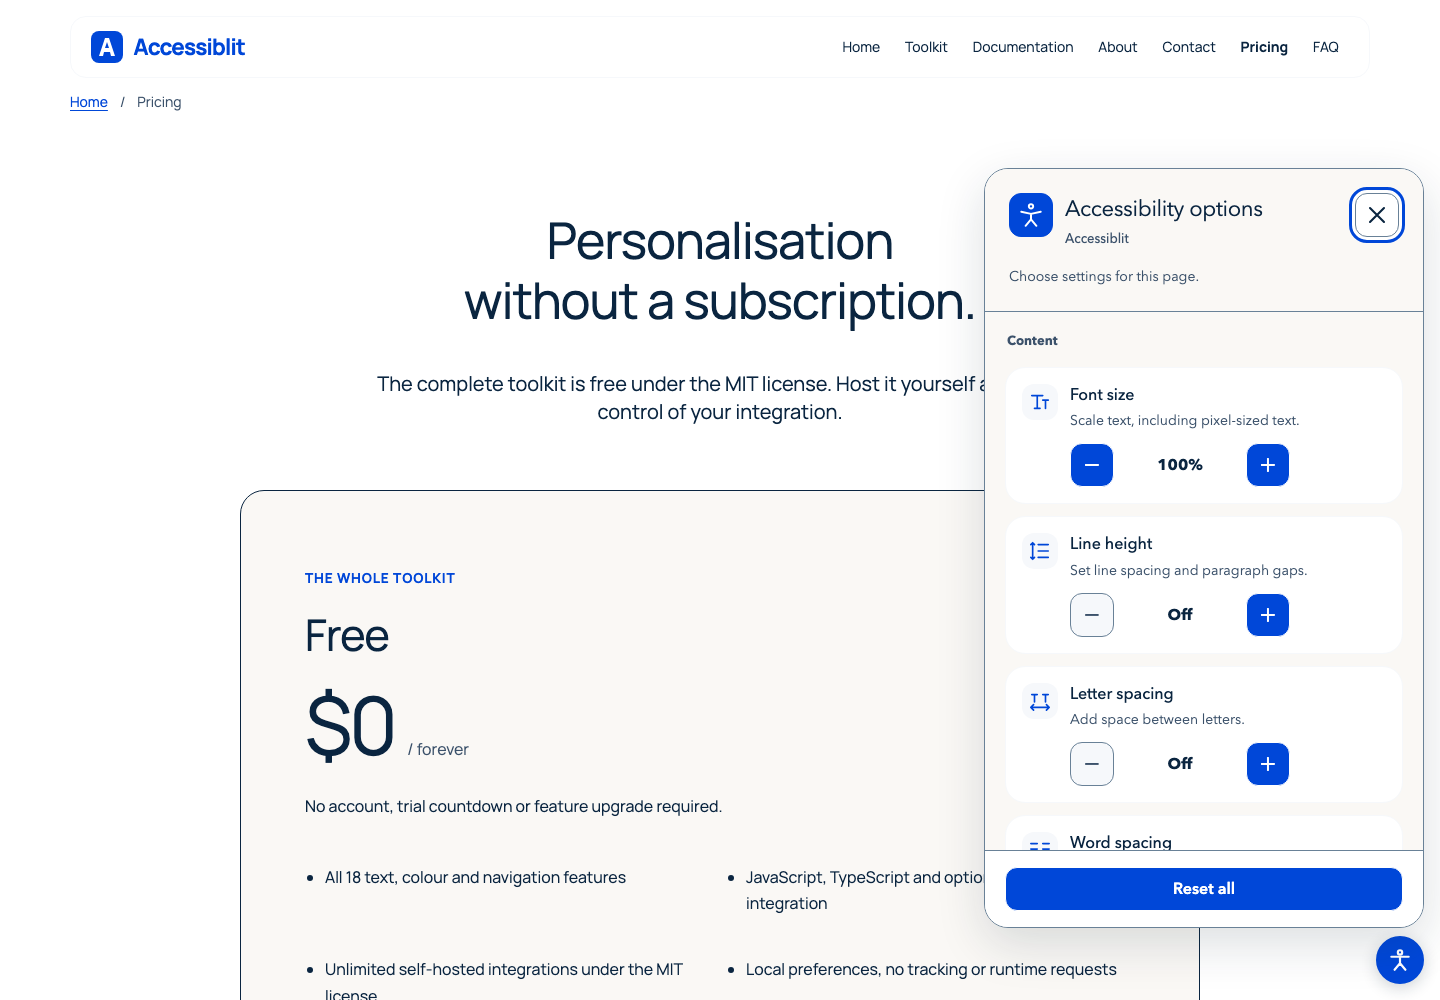 A Accessiblit
Home Toolkit Documentation About Contact Pricing FAQ
Home / Pricing
Personalisation
without a subscription.
The complete toolkit is free under the MIT license. Host it yourself
control of your integration.
THE WHOLE TOOLKIT
Free
$0 / forever
No account, trial countdown or feature upgrade required.
All 18 text, colour and navigation features
JavaScript, TypeScript and
integration
Unlimited self-hosted integrations under the MIT
license
Local preferences, no tracking or runtime requests
Accessibility options
Accessiblit
Choose settings for this page.
Content
Font size
Scale text, including pixel-sized text.
− 100% +
Line height
Set line spacing and paragraph gaps.
− Off +
Letter spacing
Add space between letters.
− Off +
Word spacing
Reset all